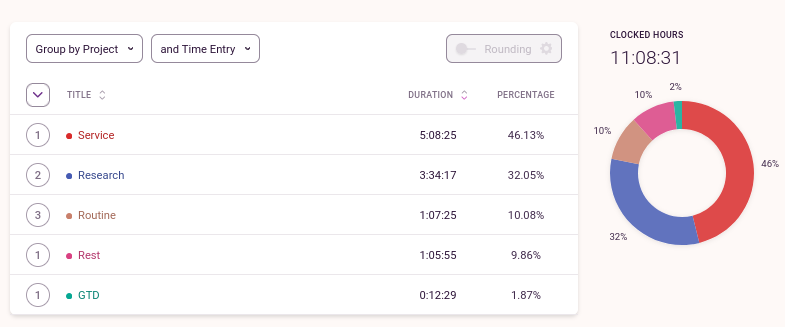 Group by Project
and Time Entry
Rounding
TITLE DURATION PERCENTAGE
1 Service 5:08:25 46.13%
2 Research 3:34:17 32.05%
3 Routine 1:07:25 10.08%
1 Rest 1:05:55 9.86%
1 GTD 0:12:29 1.87%
CLOCKED HOURS
11:08:31
2%
10%
10%
46%
32%